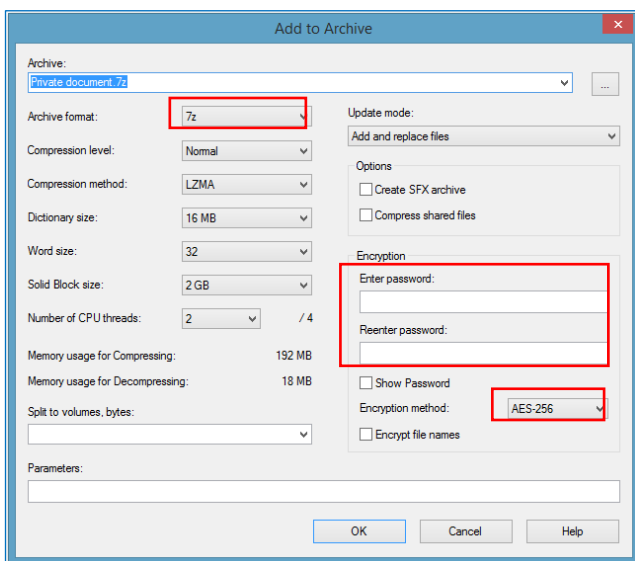 Add to Archive
Archive:
Private document.7z
...
Archive format:
7z
Compression level:
Normal
Compression method:
LZMA
Dictionary size:
16 MB
Word size:
32
Solid Block size:
2 GB
Number of CPU threads:
2
/ 4
Memory usage for Compressing:
192 MB
Memory usage for Decompressing:
18 MB
Split to volumes, bytes:
Update mode:
Add and replace files
Options
Create SFX archive
Compress shared files
Encryption
Enter password:
Reenter password:
Show Password
Encryption method:
AES-256
Encrypt file names
Parameters:
OK
Cancel
Help